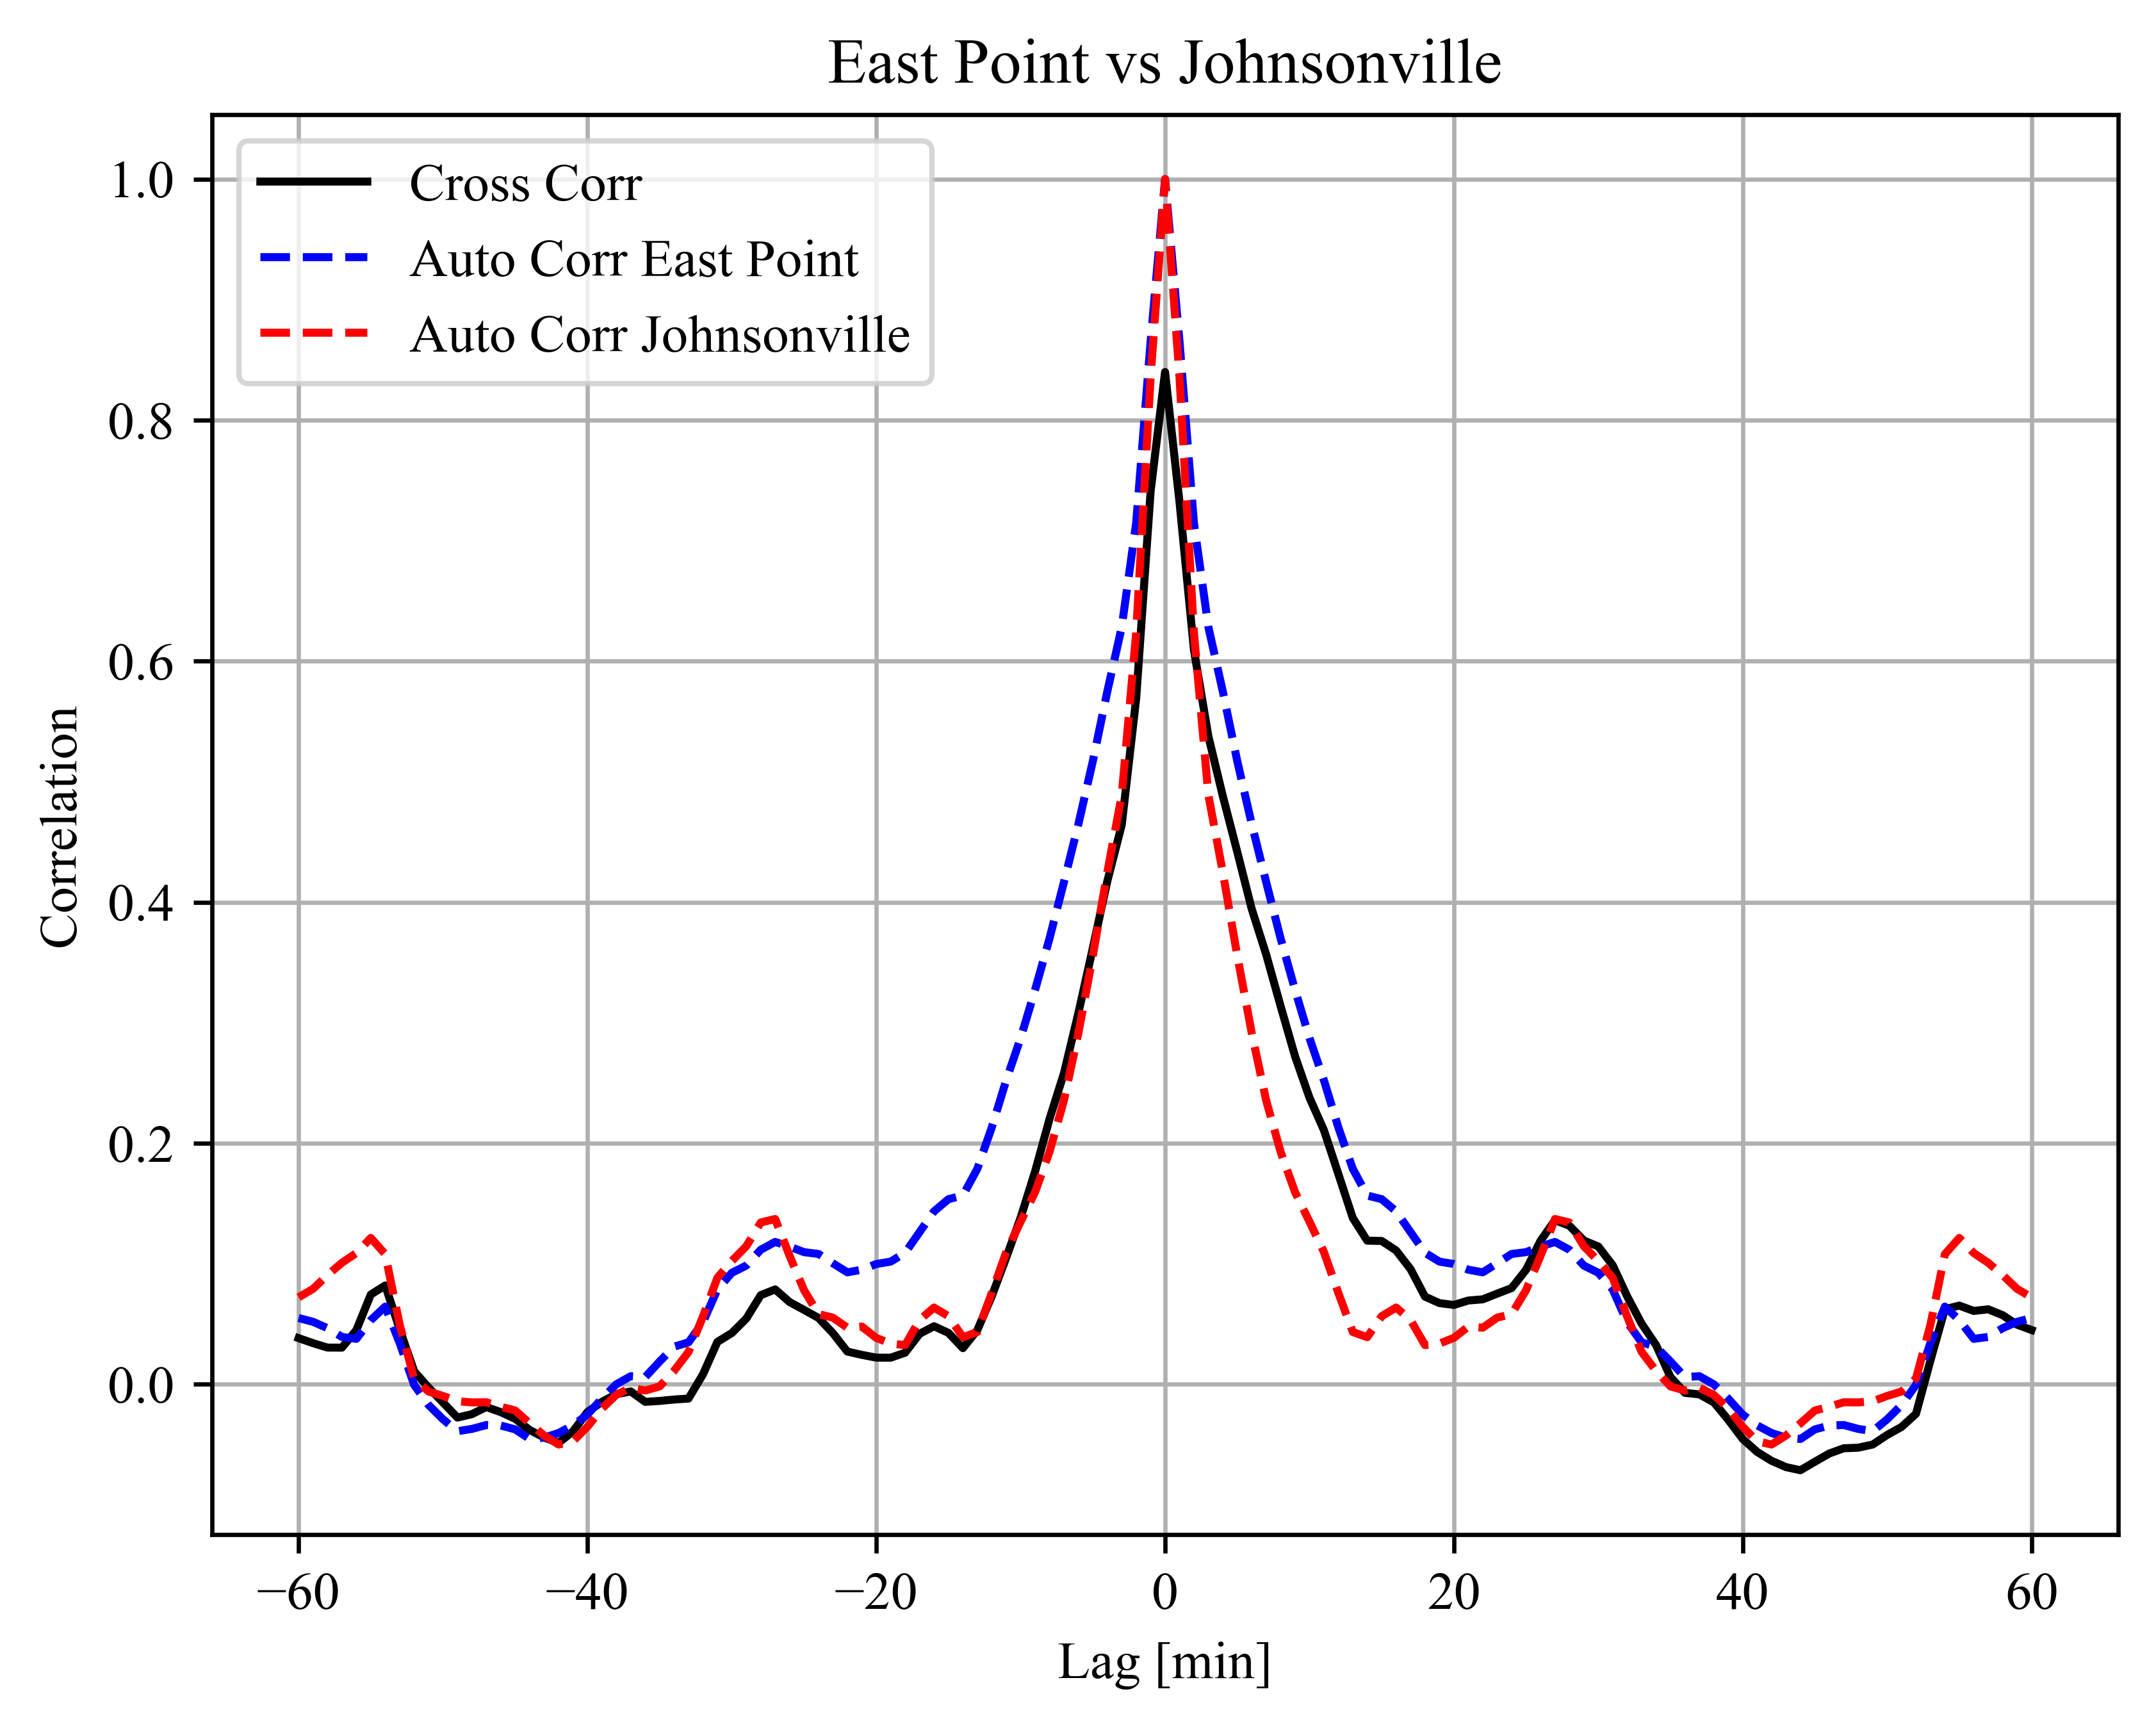 East Point vs Johnsonville
Cross Corr
Auto Corr East Point
Auto Corr Johnsonville
1.0
0.8
0.6
0.4
0.2
0.0
Correlation
−60 −40 −20 0 20 40 60
Lag [min]